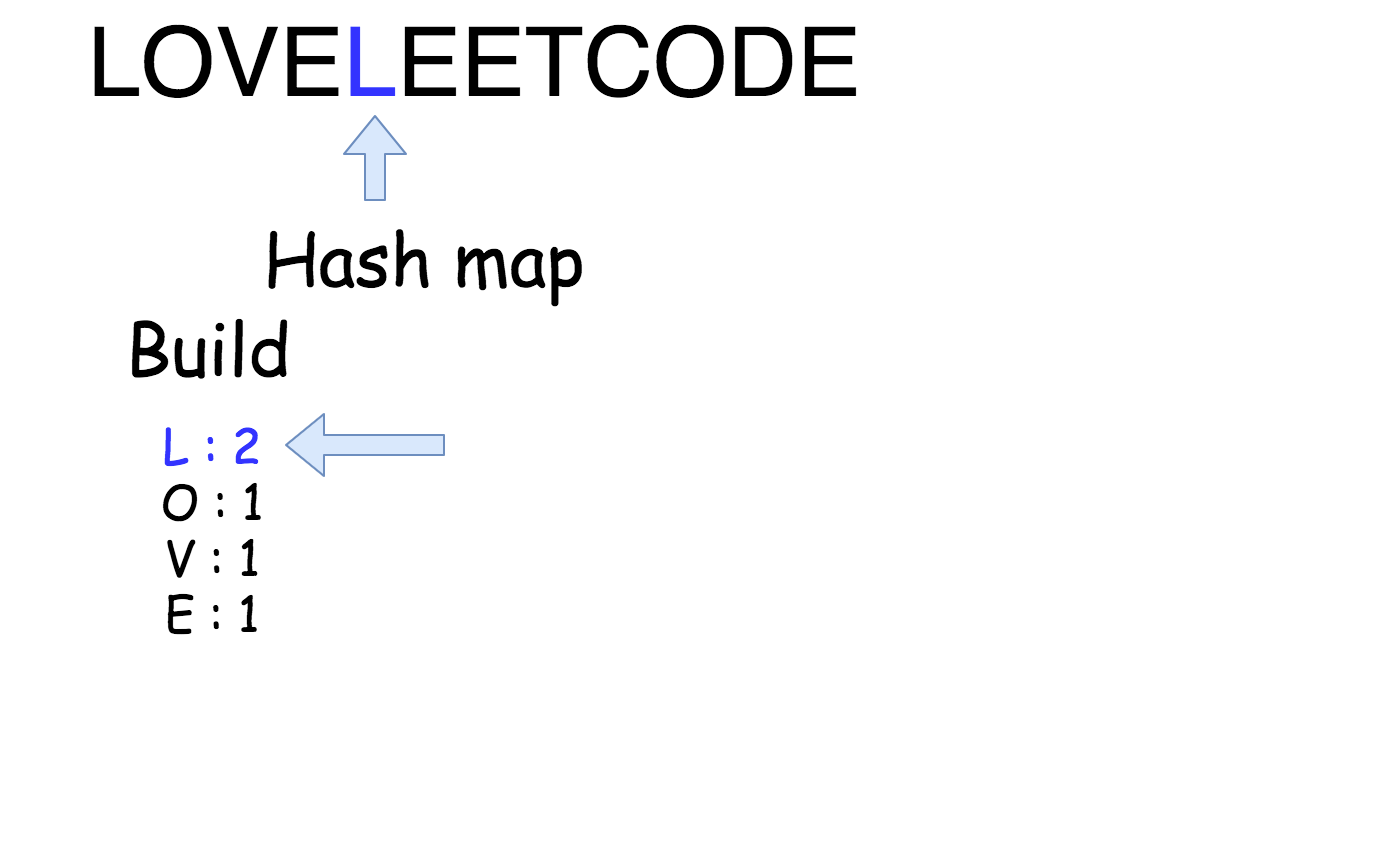 LOVELEETCODE
Hash map
Build
L : 2
O : 1
V : 1
E : 1